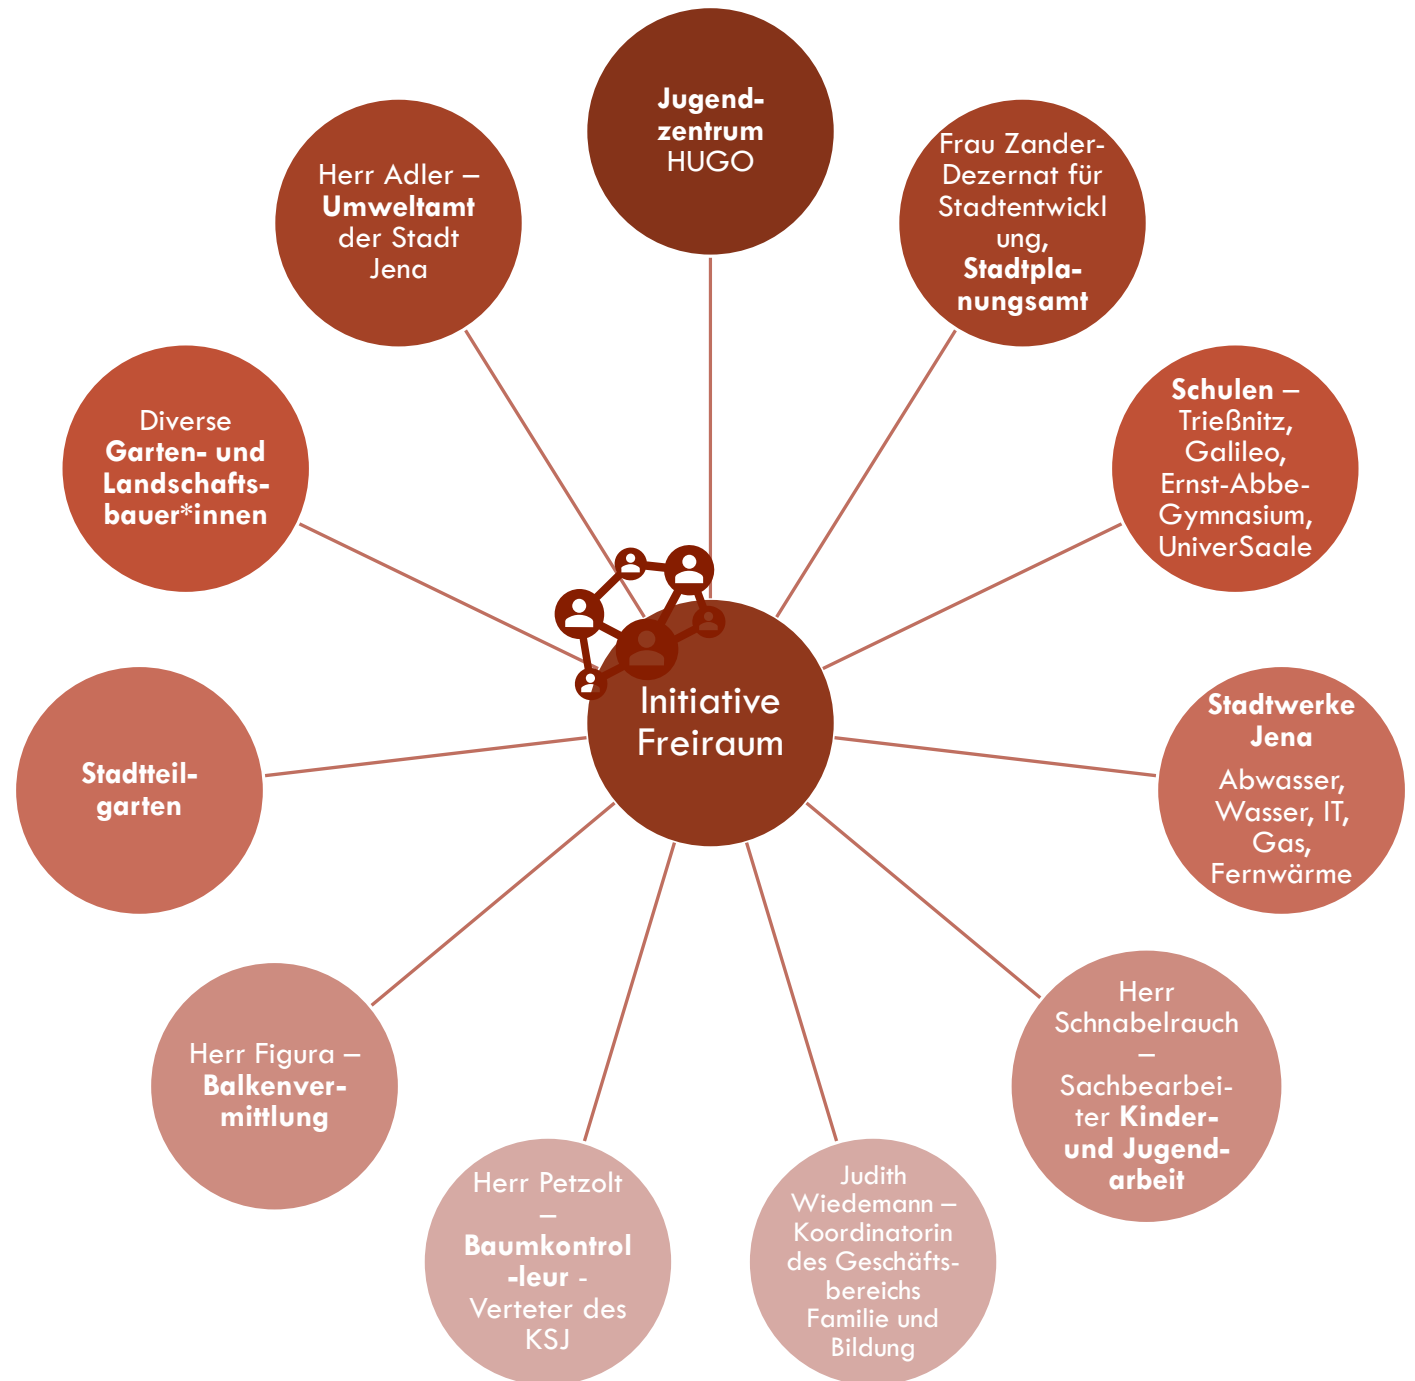 Jugend-
zentrum
HUGO
Frau Zander-
Dezernat für
Stadtentwickl
ung,
Stadtpla-
nungsamt
Schulen –
Trießnitz,
Galileo,
Ernst-Abbe-
Gymnasium,
UniverSaale
Stadtwerke
Jena
Abwasser,
Wasser, IT,
Gas,
Fernwärme
Herr
Schnabelrauch
–
Sachbearbei-
ter Kinder-
und Jugend-
arbeit
Judith
Wiedemann –
Koordinatorin
des Geschäfts-
bereichs
Familie und
Bildung
Herr Petzolt
–
Baumkontrol
-leur -
Verteter des
KSJ
Herr Figura –
Balkenver-
mittlung
Stadtteil-
garten
Diverse
Garten- und
Landschafts-
bauer*innen
Herr Adler –
Umweltamt
der Stadt
Jena
Initiative
Freiraum